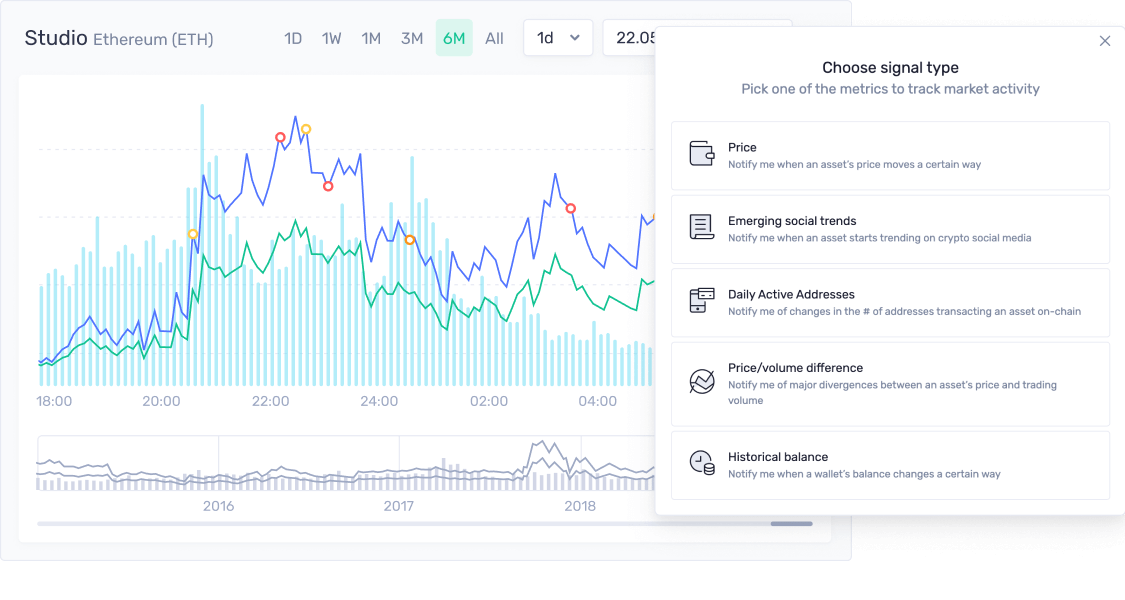 Studio Ethereum (ETH)
1D 1W 1M 3M 6M All
1d
22.05
Choose signal type
Pick one of the metrics to track market activity
Price
Notify me when an asset's price moves a certain way
Emerging social trends
Notify me when an asset starts trending on crypto social media
Daily Active Addresses
Notify me of changes in the # of addresses transacting an asset on-chain
Price/volume difference
Notify me of major divergences between an asset's price and trading
volume
Historical balance
Notify me when a wallet's balance changes a certain way
18:00 20:00 22:00 24:00 02:00 04:00
2016 2017 2018